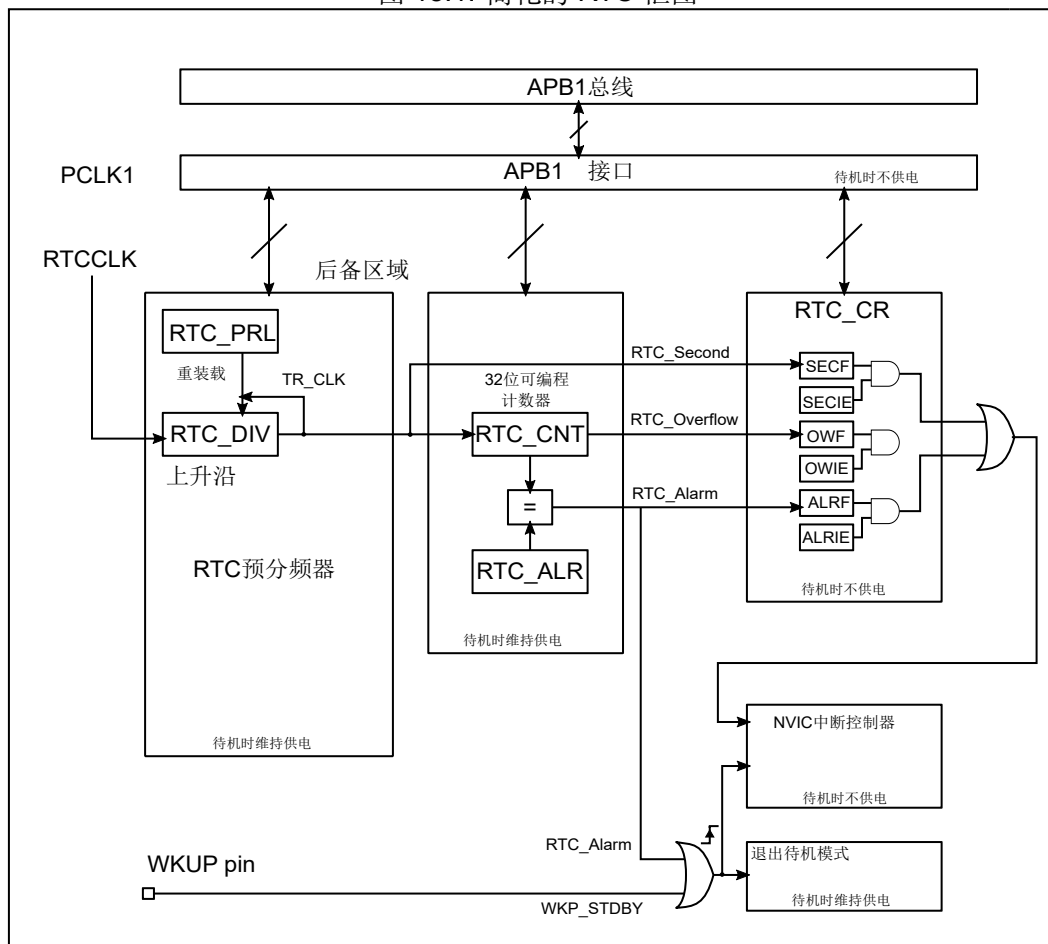 APB1总线
PCLK1
APB1 接口
待机时不供电
RTCCLK
后备区域
RTC_PRL
重装载
TR_CLK
RTC_DIV
上升沿
RTC预分频器
待机时维持供电
32位可编程
计数器
RTC_CNT
=
RTC_ALR
待机时维持供电
RTC_Second
RTC_Overflow
RTC_Alarm
RTC_CR
SECF
SECIE
OWF
OWIE
ALRF
ALRIE
待机时不供电
NVIC中断控制器
待机时不供电
RTC_Alarm
WKUP pin
WKP_STDBY
退出待机模式
待机时维持供电